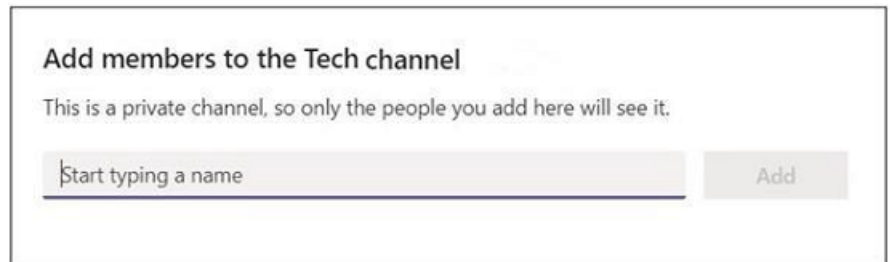 Add members to the Tech channel
This is a private channel, so only the people you add here will see it.
Start typing a name
Add